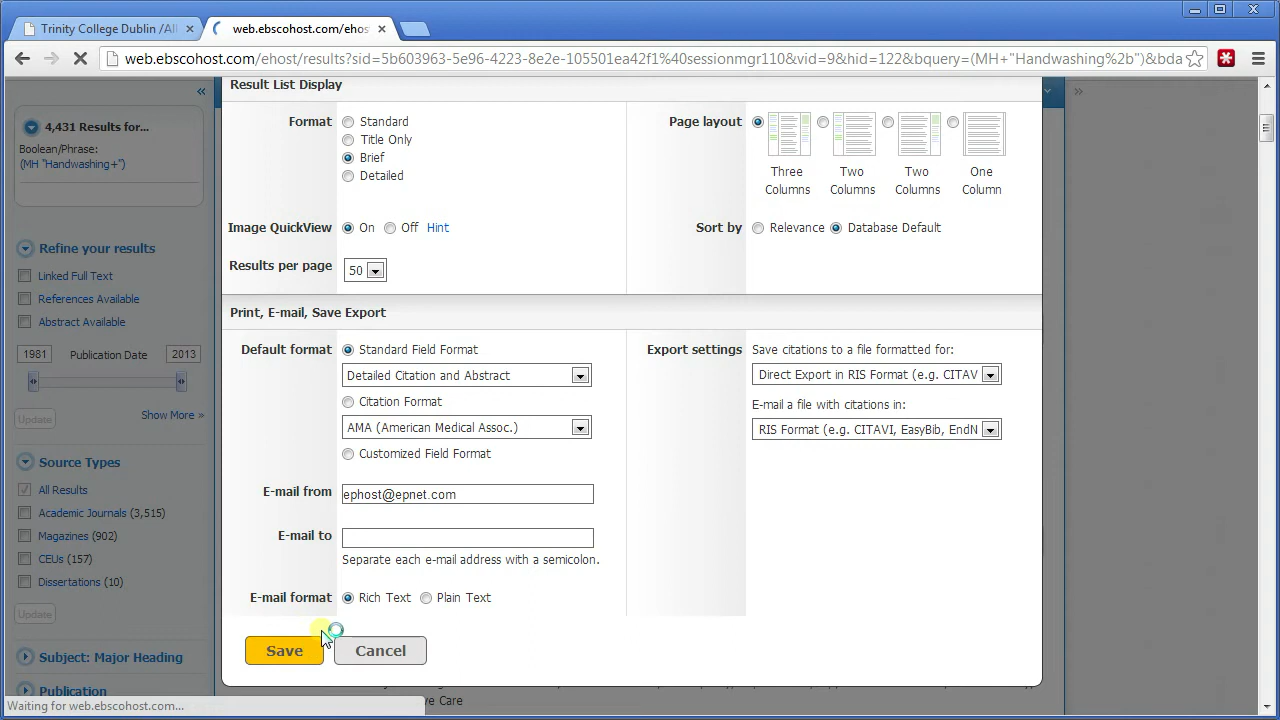 Trinity College Dublin /All
web.ebscohost.com/ehos
web.ebscohost.com/ehost/results?sid=5b603963-5e96-4223-8e2e-105501ea42f1%40sessionmgr110&vid=9&hid=122&bquery=(MH+"Handwashing%2b")&bda
«
»
4,431 Results for...
Boolean/Phrase:
(MH "Handwashing+")
Refine your results
Linked Full Text
References Available
Abstract Available
1981 Publication Date 2013
Show More »
Update
Source Types
All Results
Academic Journals (3,515)
Magazines (902)
CEUs (157)
Dissertations (10)
Update
Subject: Major Heading
Publication
Result List Display
Format
Standard
Title Only
Brief
Detailed
Page layout
Three Columns
Two Columns
Two Columns
One Column
Image QuickView
On Off Hint
Sort by
Relevance Database Default
Results per page
50
Print, E-mail, Save Export
Default format
Standard Field Format
Detailed Citation and Abstract
Citation Format
AMA (American Medical Assoc.)
Customized Field Format
Export settings
Save citations to a file formatted for:
Direct Export in RIS Format (e.g. CITAV
E-mail a file with citations in:
RIS Format (e.g. CITAVI, EasyBib, EndN
E-mail from
ephost@epnet.com
E-mail to
Separate each e-mail address with a semicolon.
E-mail format
Rich Text Plain Text
Save Cancel
ve Care
Waiting for web.ebscohost.com...